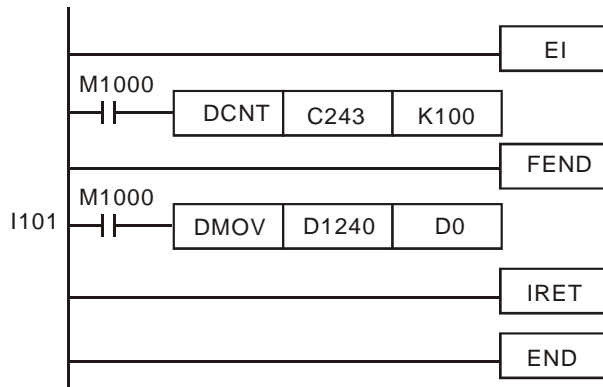 EI
M1000
DCNT C243 K100
FEND
M1000
I101
DMOV D1240 D0
IRET
END